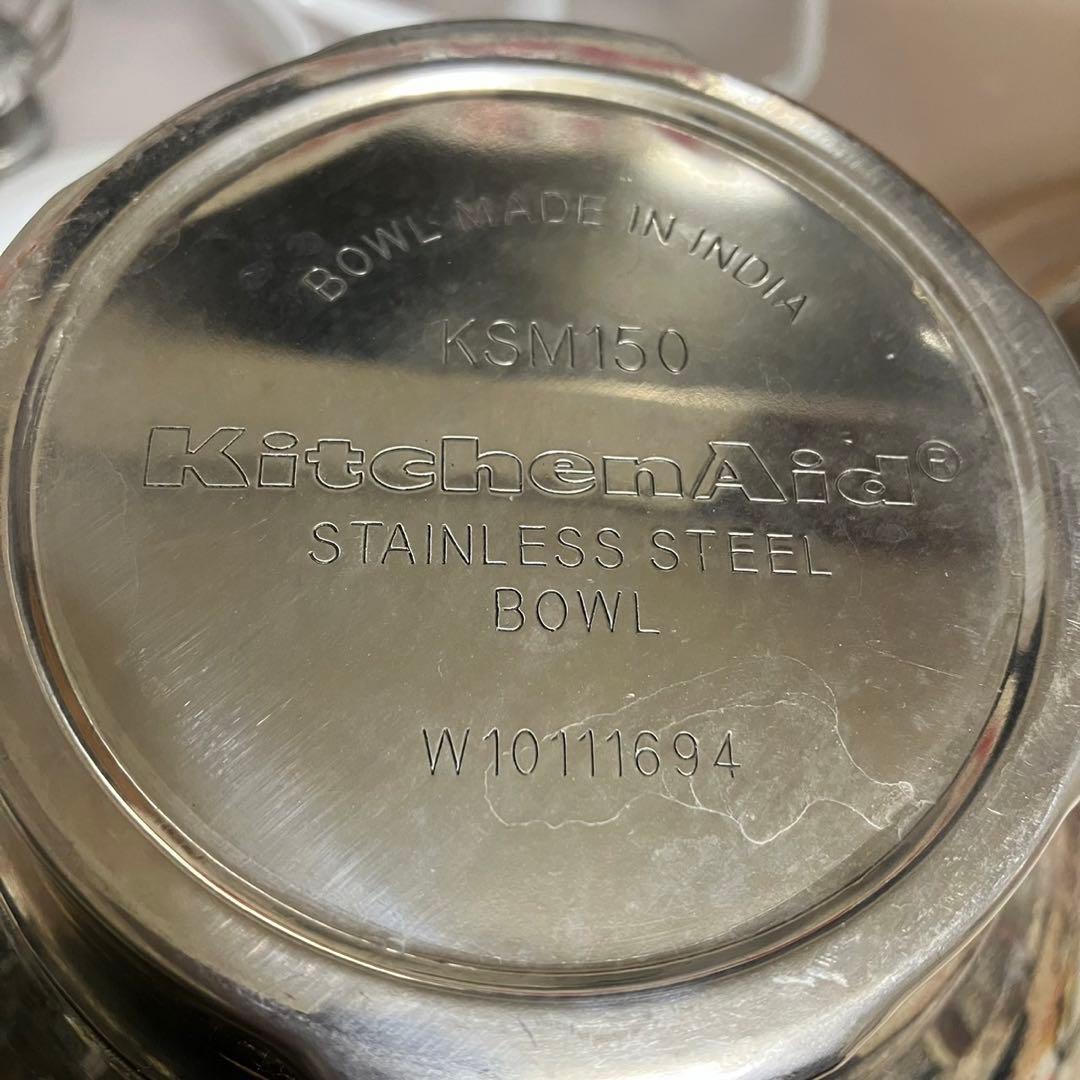 BOWL MADE IN INDIA
KSM150
KitchenAid®
STAINLESS STEEL
BOWL
W10111694